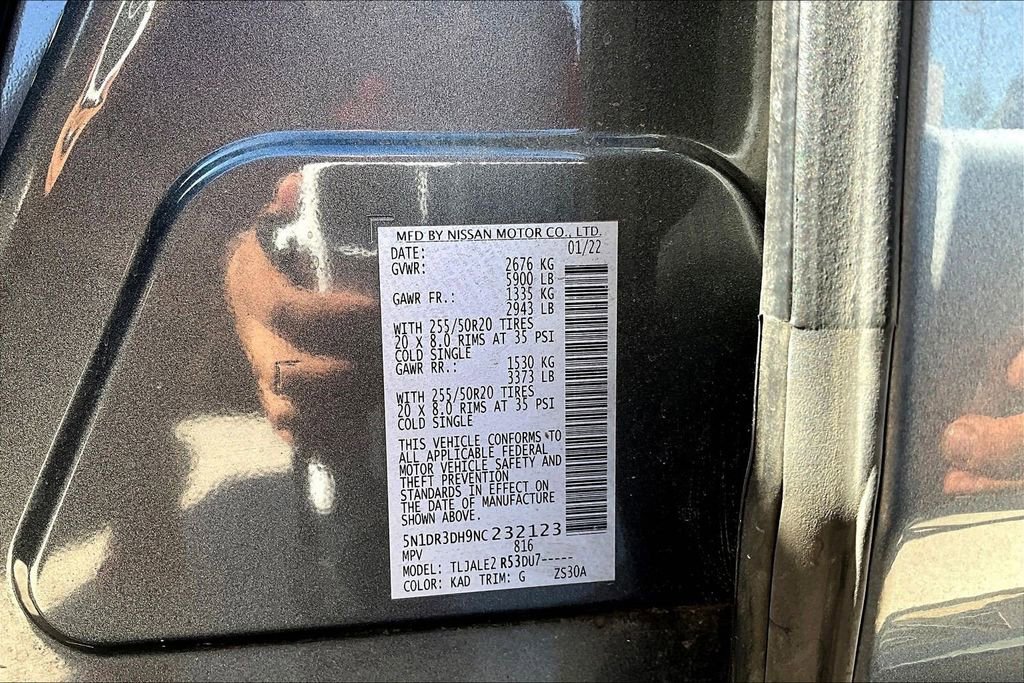 MFD BY NISSAN MOTOR CO., LTD.
DATE: 01/22
GVWR: 2676 KG
5900 LB
GAWR FR.: 1335 KG
2943 LB
WITH 255/50R20 TIRES
20 X 8.0 RIMS AT 35 PSI
COLD SINGLE
GAWR RR.: 1530 KG
3373 LB
WITH 255/50R20 TIRES
20 X 8.0 RIMS AT 35 PSI
COLD SINGLE
THIS VEHICLE CONFORMS TO
ALL APPLICABLE FEDERAL
MOTOR VEHICLE SAFETY AND
THEFT PREVENTION
STANDARDS IN EFFECT ON
THE DATE OF MANUFACTURE
SHOWN ABOVE.
5N1DR3DH9NC232123
MPV 816
MODEL: TLJALE2 R53DU7-----
COLOR: KAD TRIM: G ZS30A